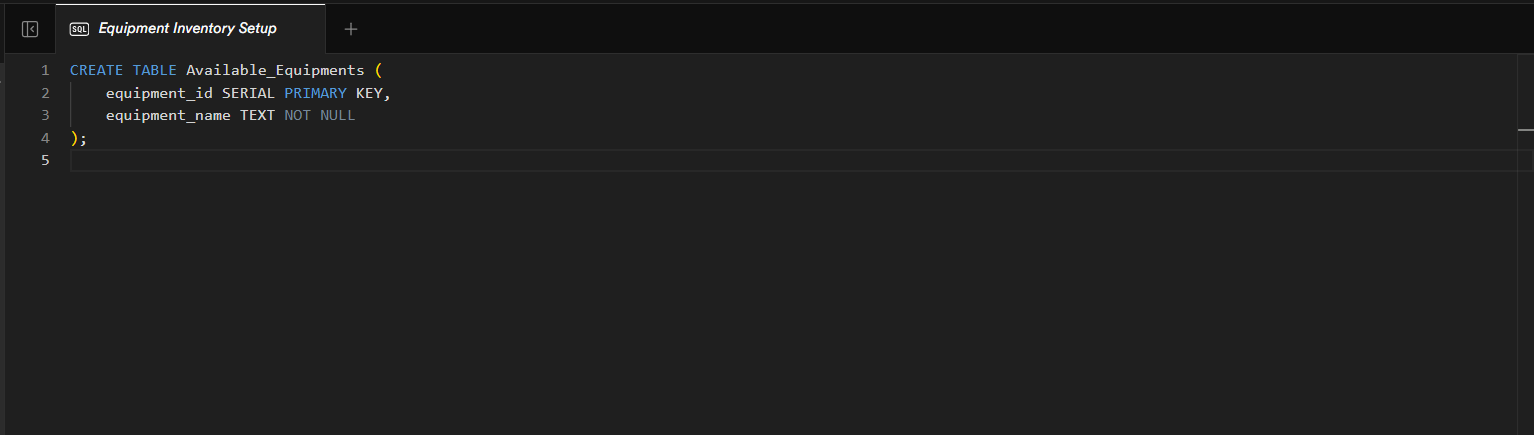 SQL Equipment Inventory Setup
1 CREATE TABLE Available_Equipments (
2     equipment_id SERIAL PRIMARY KEY,
3     equipment_name TEXT NOT NULL
4 );
5